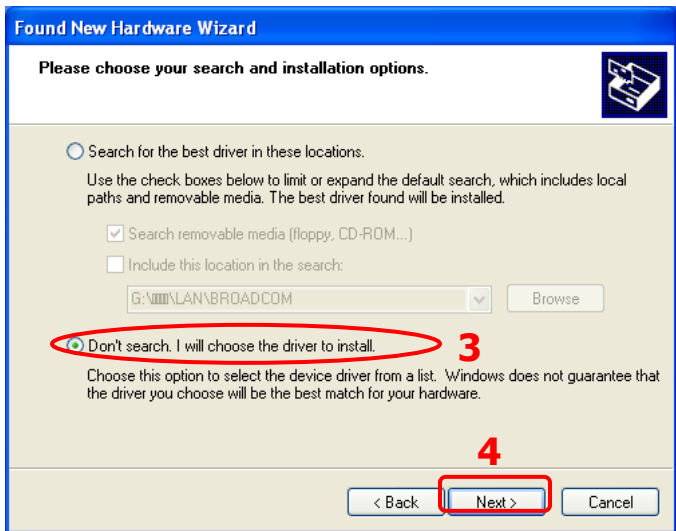 Found New Hardware Wizard
Please choose your search and installation options.
Search for the best driver in these locations.
Use the check boxes below to limit or expand the default search, which includes local
paths and removable media. The best driver found will be installed.
Search removable media (floppy, CD-ROM...)
Include this location in the search:
\LAN\BROADCOM
Browse
Don't search. I will choose the driver to install.
3
Choose this option to select the device driver from a list. Windows does not guarantee that
the driver you choose will be the best match for your hardware.
4
< Back Next > Cancel